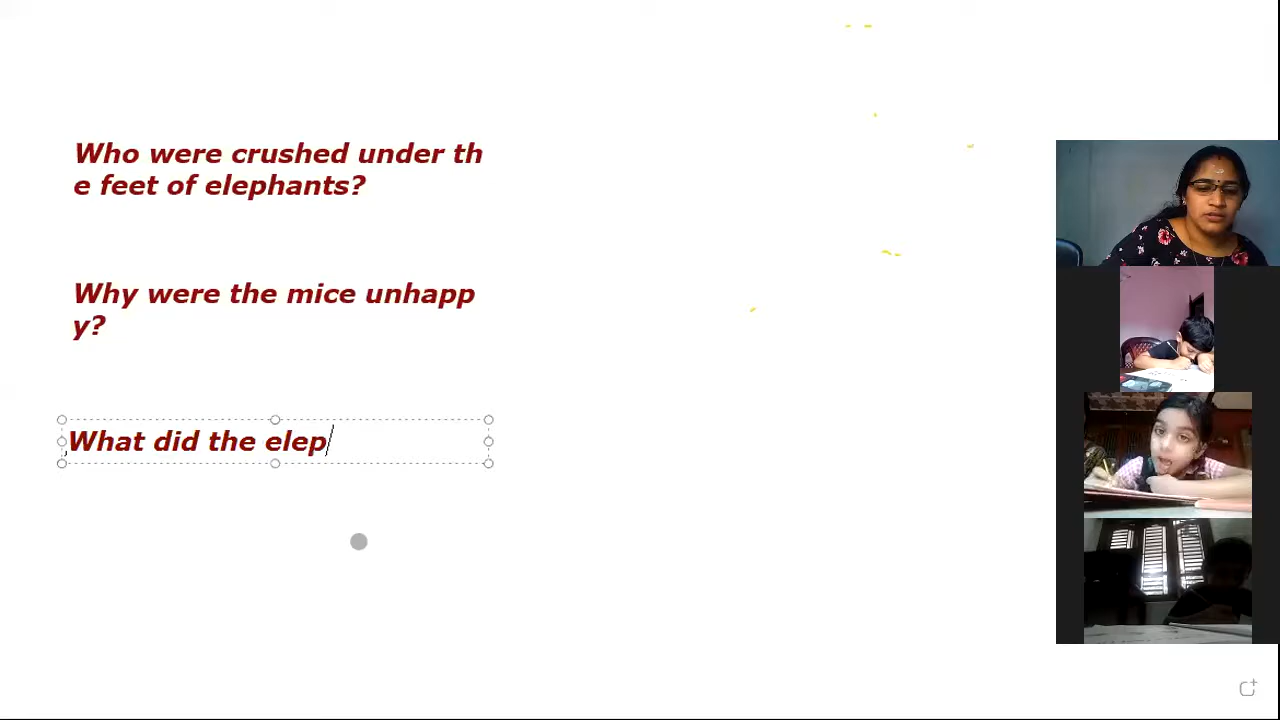 Who were crushed under th
e feet of elephants?
Why were the mice unhapp
y?
What did the elep